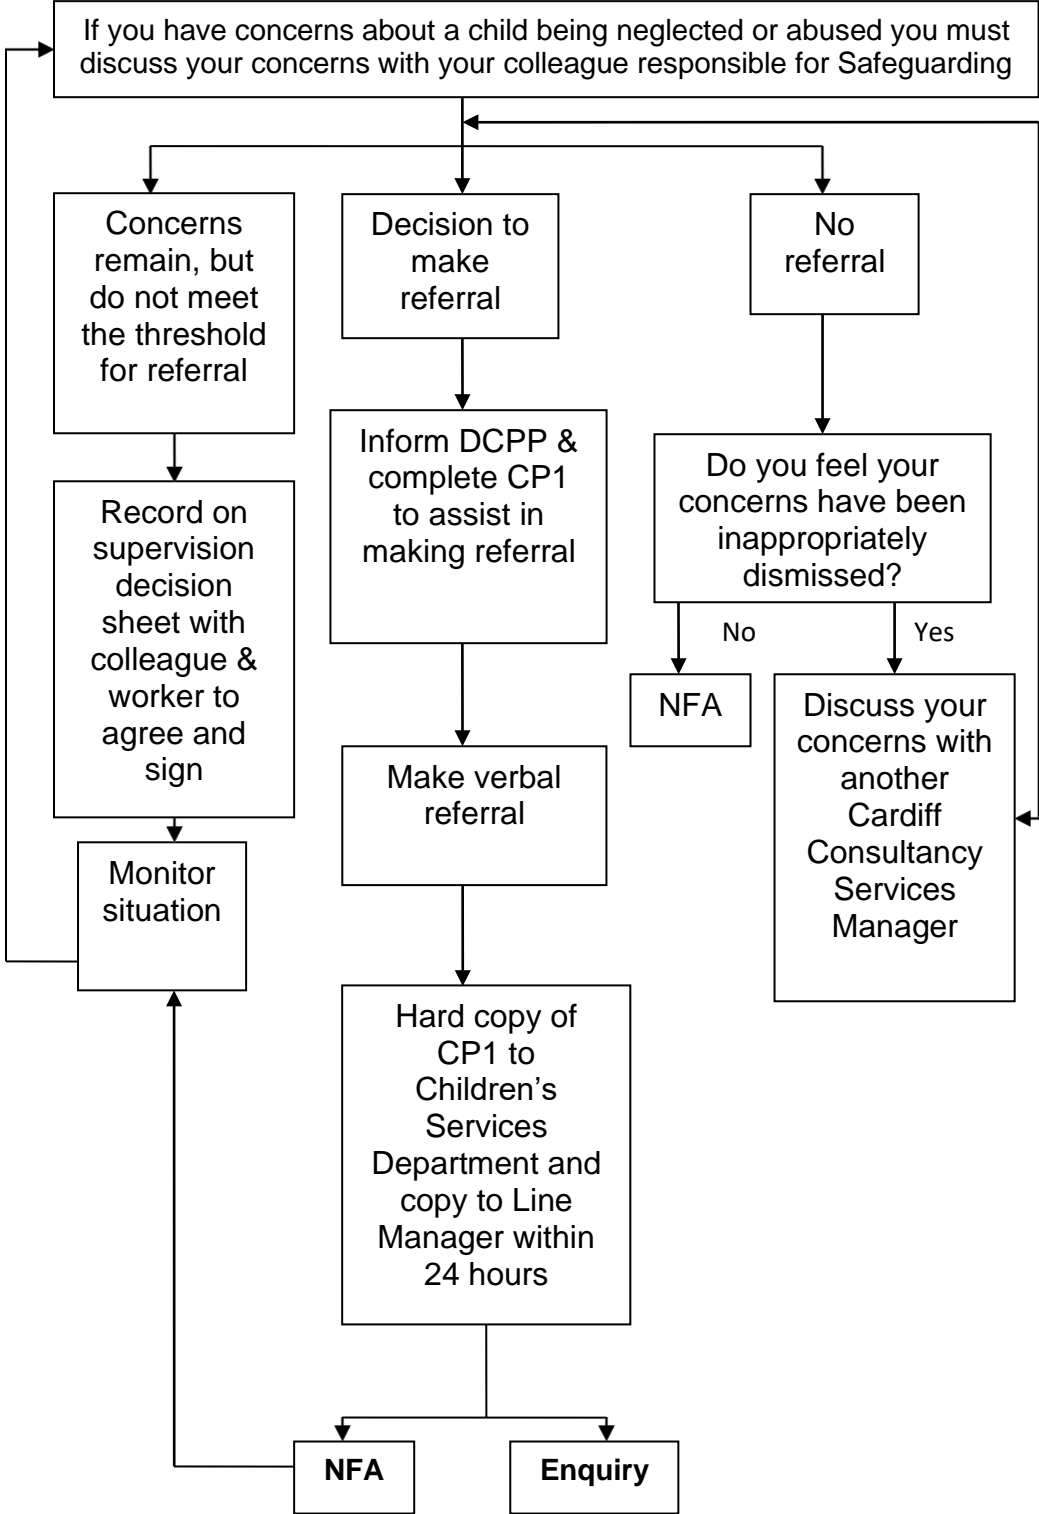 If you have concerns about a child being neglected or abused you must
discuss your concerns with your colleague responsible for Safeguarding
Concerns
remain, but
do not meet
the threshold
for referral
Decision to
make
referral
No
referral
Inform DCPP &
complete CP1
to assist in
making referral
Do you feel your
concerns have been
inappropriately
dismissed?
Record on
supervision
decision
sheet with
colleague &
worker to
agree and
sign
No
Yes
NFA
Discuss your
concerns with
another
Cardiff
Consultancy
Services
Manager
Make verbal
referral
Monitor
situation
Hard copy of
CP1 to
Children’s
Services
Department and
copy to Line
Manager within
24 hours
NFA
Enquiry